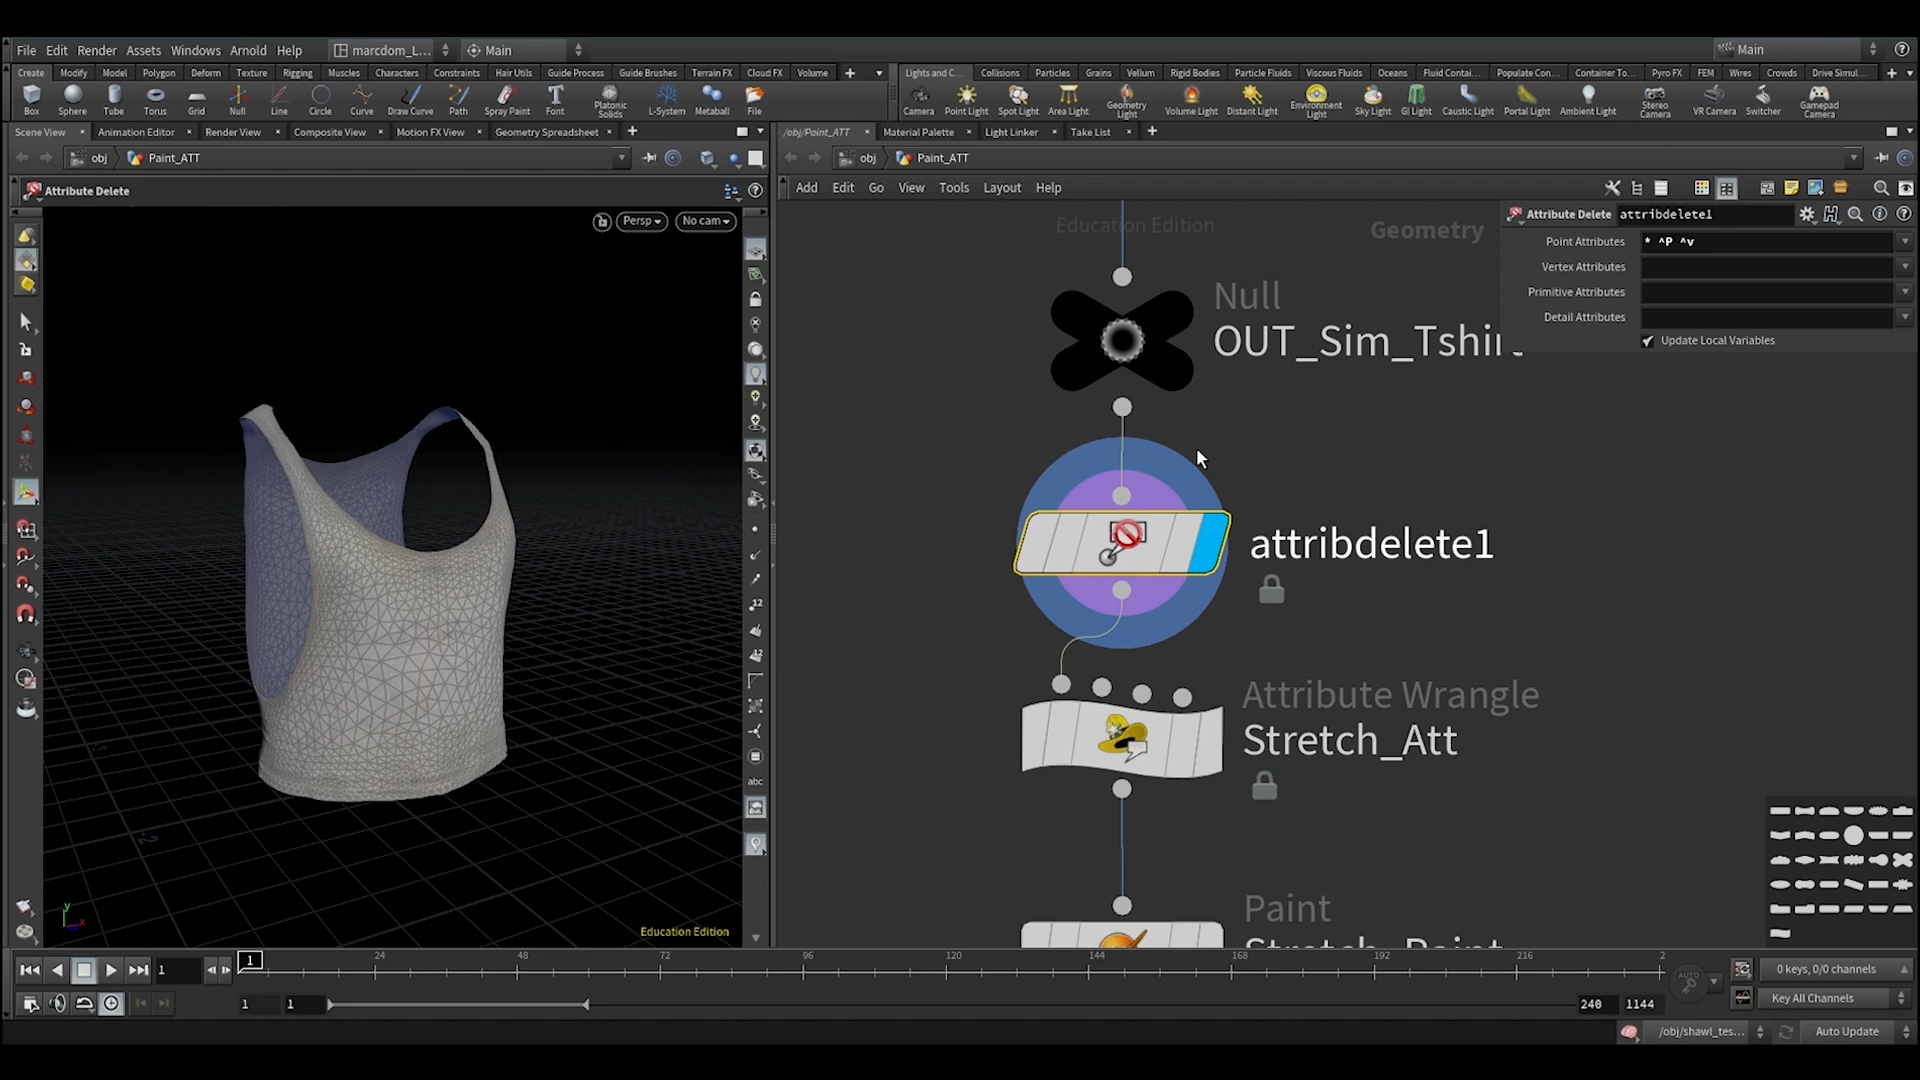 File Edit Render Assets Windows Arnold Help marcdom_L... Main Main
Create Modify Model Polygon Deform Texture Rigging Muscles Characters Constraints Hair Utils Guide Process Guide Brushes Terrain FX Cloud FX Volume
Lights and C... Collisions Particles Grains Vellum Rigid Bodies Particle Fluids Viscous Fluids Oceans Fluid Contai... Populate Con... Container To... Pyro FX FEM Wires Crowds Drive Simul...
Box Sphere Tube Torus Grid Null Line Circle Curve Draw Curve Path Spray Paint Font Platonic Solids L-System Metaball File
Camera Point Light Spot Light Area Light Geometry Light Volume Light Distant Light Environment Light Sky Light GI Light Caustic Light Portal Light Ambient Light Stereo Camera VR Camera Switcher Gamepad Camera
Scene View Animation Editor Render View Composite View Motion FX View Geometry Spreadsheet
/obj/Paint_ATT Material Palette Light Linker Take List
obj Paint_ATT
obj Paint_ATT
Attribute Delete
Add Edit Go View Tools Layout Help
Persp No cam
Education Edition
Geometry
Attribute Delete attribdelete1
Point Attributes * ^P ^v
Vertex Attributes
Primitive Attributes
Detail Attributes
Update Local Variables
Null
OUT_Sim_Tshirt
attribdelete1
Attribute Wrangle
Stretch_Att
Paint
Stretch_Paint
12
12
abc
Education Edition
1 1 24 48 72 96 120 144 168 192 216 2
AUTO
0 keys, 0/0 channels
1 1 240 1144
Key All Channels
/obj/shawl_tes... Auto Update